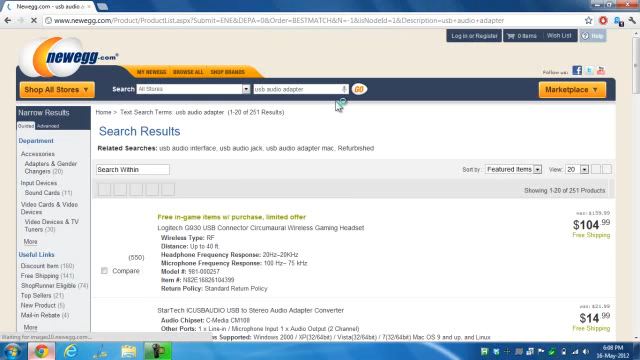 Newegg.com - usb audio adapter
www.newegg.com/Product/ProductList.aspx?Submit=ENE&DEPA=0&Order=BESTMATCH&N=-1&isNodeId=1&Description=usb+audio+adapter
Log in or Register
0 Items
Wish List
Help
newegg.com
MY NEWEGG
BROWSE ALL
SHOP BRANDS
Follow us:
Shop All Stores ▼
Search
All Stores
usb audio adapter
GO
Marketplace ▼
Narrow Results
Guided
Advanced
Department
Accessories
Adapters & Gender
Changers (20)
Input Devices
Sound Cards (11)
Video Cards & Video
Devices
Video Devices & TV
Tuners (30)
More
Useful Links
Discount Item (160)
Free Shipping (141)
ShopRunner Eligible (74)
Top Sellers (21)
New Product (5)
Mail-in Rebate (2)
More
Home > Text Search Terms: usb audio adapter (1-20 of 251 Results)
Search Results
Related Searches: usb audio interface, usb audio jack, usb audio adapter mac, Refurbished
Search Within
Sort by: Featured Items
View: 20
Showing 1-20 of 251 Products
Free in-game items w/ purchase, limited offer
Logitech G930 USB Connector Circumaural Wireless Gaming Headset
Wireless Type: RF
Distance: Up to 40 ft.
Headphone Frequency Response: 20Hz~20KHz
Microphone Frequency Response: 100 Hz~ 75 kHz
Model #: 981-000257
Item #: N82E16826104399
Return Policy: Standard Return Policy
(550)
Compare
was: $159.99
$104.99
Free Shipping
StarTech ICUSBAUDIO USB to Stereo Audio Adapter Converter
Audio Chipset: C-Media CM108
Other Ports: 1 x Line-in / Microphone Input 1 x Audio Output (2 Channel)
Supported: Windows 2000 / XP(32/64bit) / Vista(32/64bit) / 7(32/64bit) Mac OS 9 and up. and Linux
was: $21.99
$14.99
Free Shipping
6:08 PM
16-May-2012